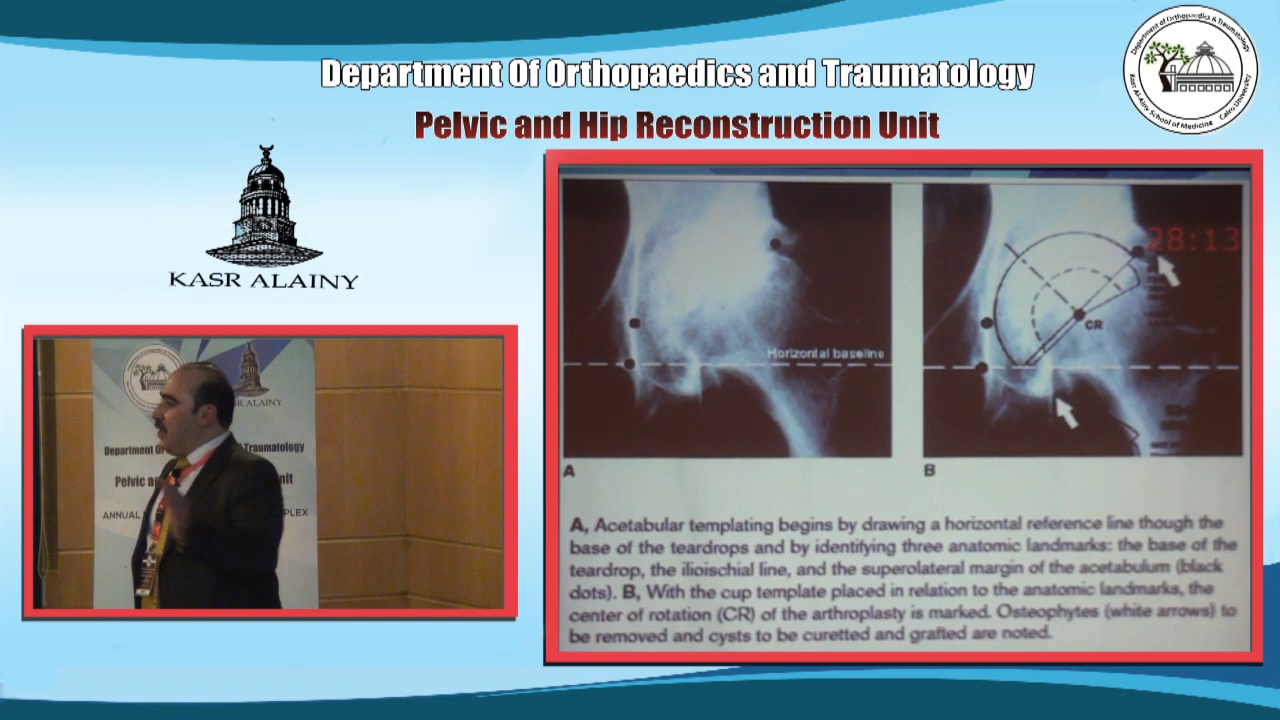 Department Of Orthopaedics and Traumatology
Pelvic and Hip Reconstruction Unit
Department of Orthopaedics & Traumatology
Kasr Al-Ainy School of Medicine Cairo University
KASR ALAINY
R ALAINY
Department O Traumatology
Pelvic a nit
ANNUAL PLEX
28:13
CR
Horizontal baseline
A
B
A, Acetabular templating begins by drawing a horizontal reference line though the
base of the teardrops and by identifying three anatomic landmarks: the base of the
teardrop, the ilioischial line, and the superolateral margin of the acetabulum (black
dots). B, With the cup template placed in relation to the anatomic landmarks, the
center of rotation (CR) of the arthroplasty is marked. Osteophytes (white arrows) to
be removed and cysts to be curetted and grafted are noted.